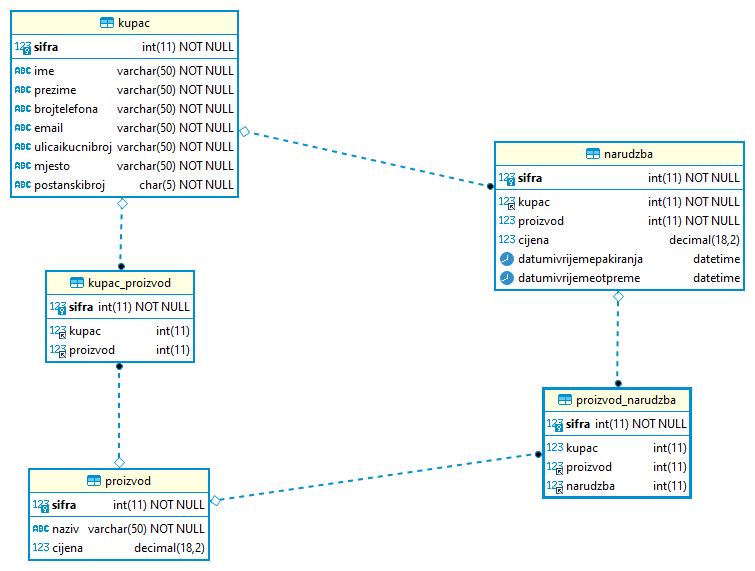 kupac
123 sifra int(11) NOT NULL
ABC ime varchar(50) NOT NULL
ABC prezime varchar(50) NOT NULL
ABC brojtelefona varchar(50) NOT NULL
ABC email varchar(50) NOT NULL
ABC ulicaikucnibroj varchar(50) NOT NULL
ABC mjesto varchar(50) NOT NULL
ABC postanskibroj char(5) NOT NULL
narudzba
123 sifra int(11) NOT NULL
123 kupac int(11) NOT NULL
123 proizvod int(11) NOT NULL
123 cijena decimal(18,2)
datumivrijemepakiranja datetime
datumivrijemeotpreme datetime
kupac_proizvod
123 sifra int(11) NOT NULL
123 kupac int(11)
123 proizvod int(11)
proizvod_narudzba
123 sifra int(11) NOT NULL
123 kupac int(11)
123 proizvod int(11)
123 narudzba int(11)
proizvod
123 sifra int(11) NOT NULL
ABC naziv varchar(50) NOT NULL
123 cijena decimal(18,2)